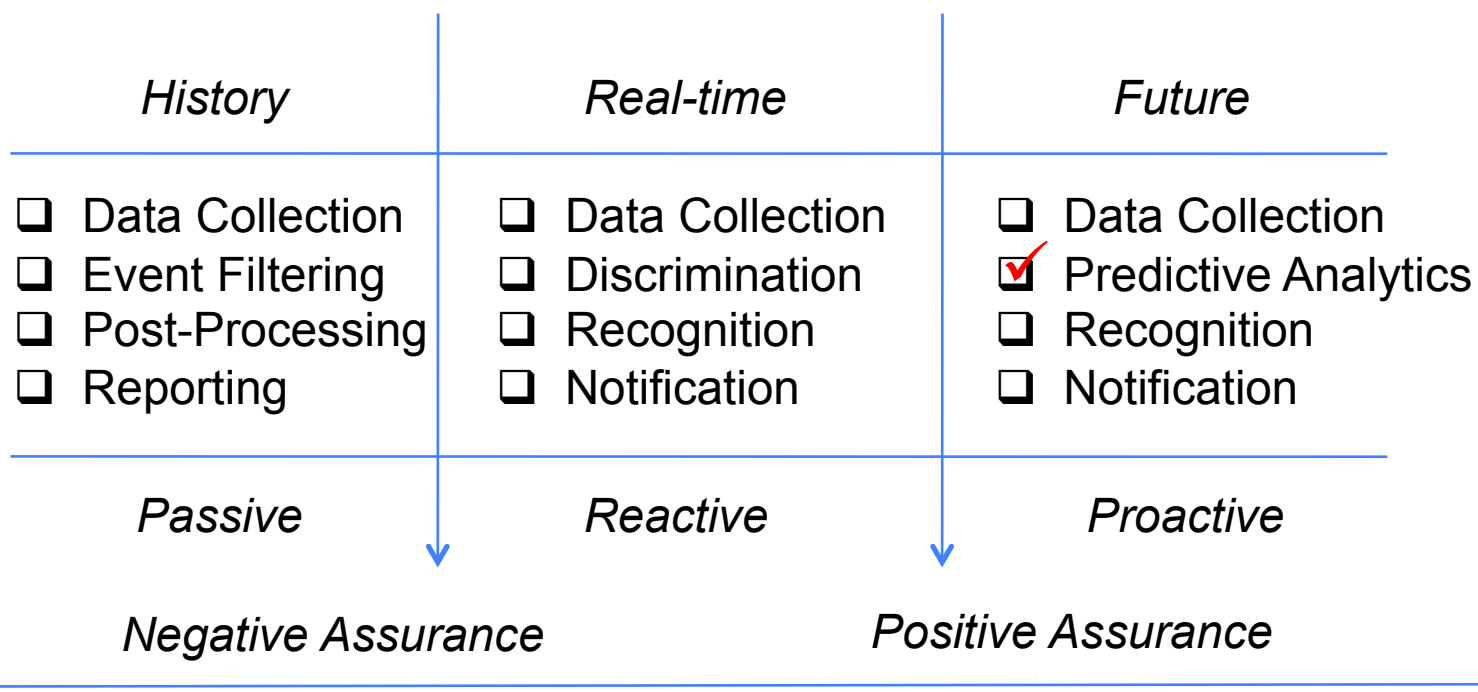 History
Real-time
Future
Data Collection
Event Filtering
Post-Processing
Reporting
Data Collection
Discrimination
Recognition
Notification
Data Collection
Predictive Analytics
Recognition
Notification
Passive
Reactive
Proactive
Negative Assurance
Positive Assurance